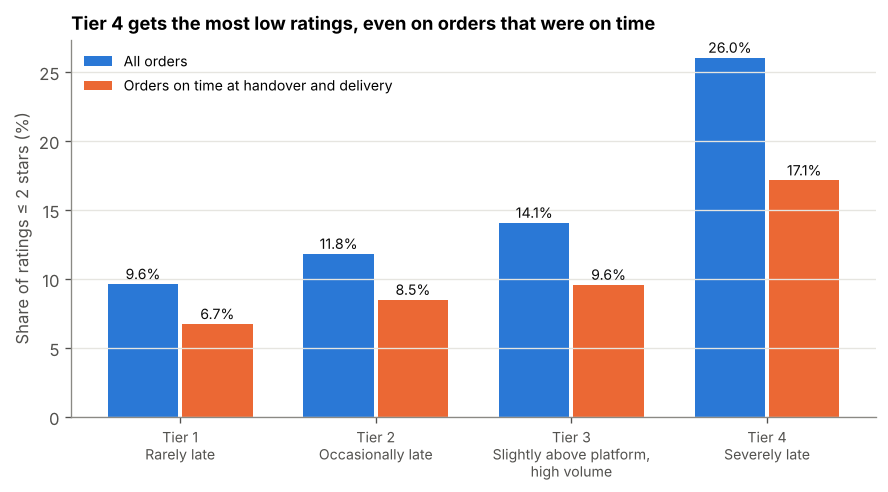 Tier 4 gets the most low ratings, even on orders that were on time
All orders
Orders on time at handover and delivery
Share of ratings ≤ 2 stars (%)
25
20
15
10
5
0
9.6%
6.7%
11.8%
8.5%
14.1%
9.6%
26.0%
17.1%
Tier 1
Rarely late
Tier 2
Occasionally late
Tier 3
Slightly above platform,
high volume
Tier 4
Severely late